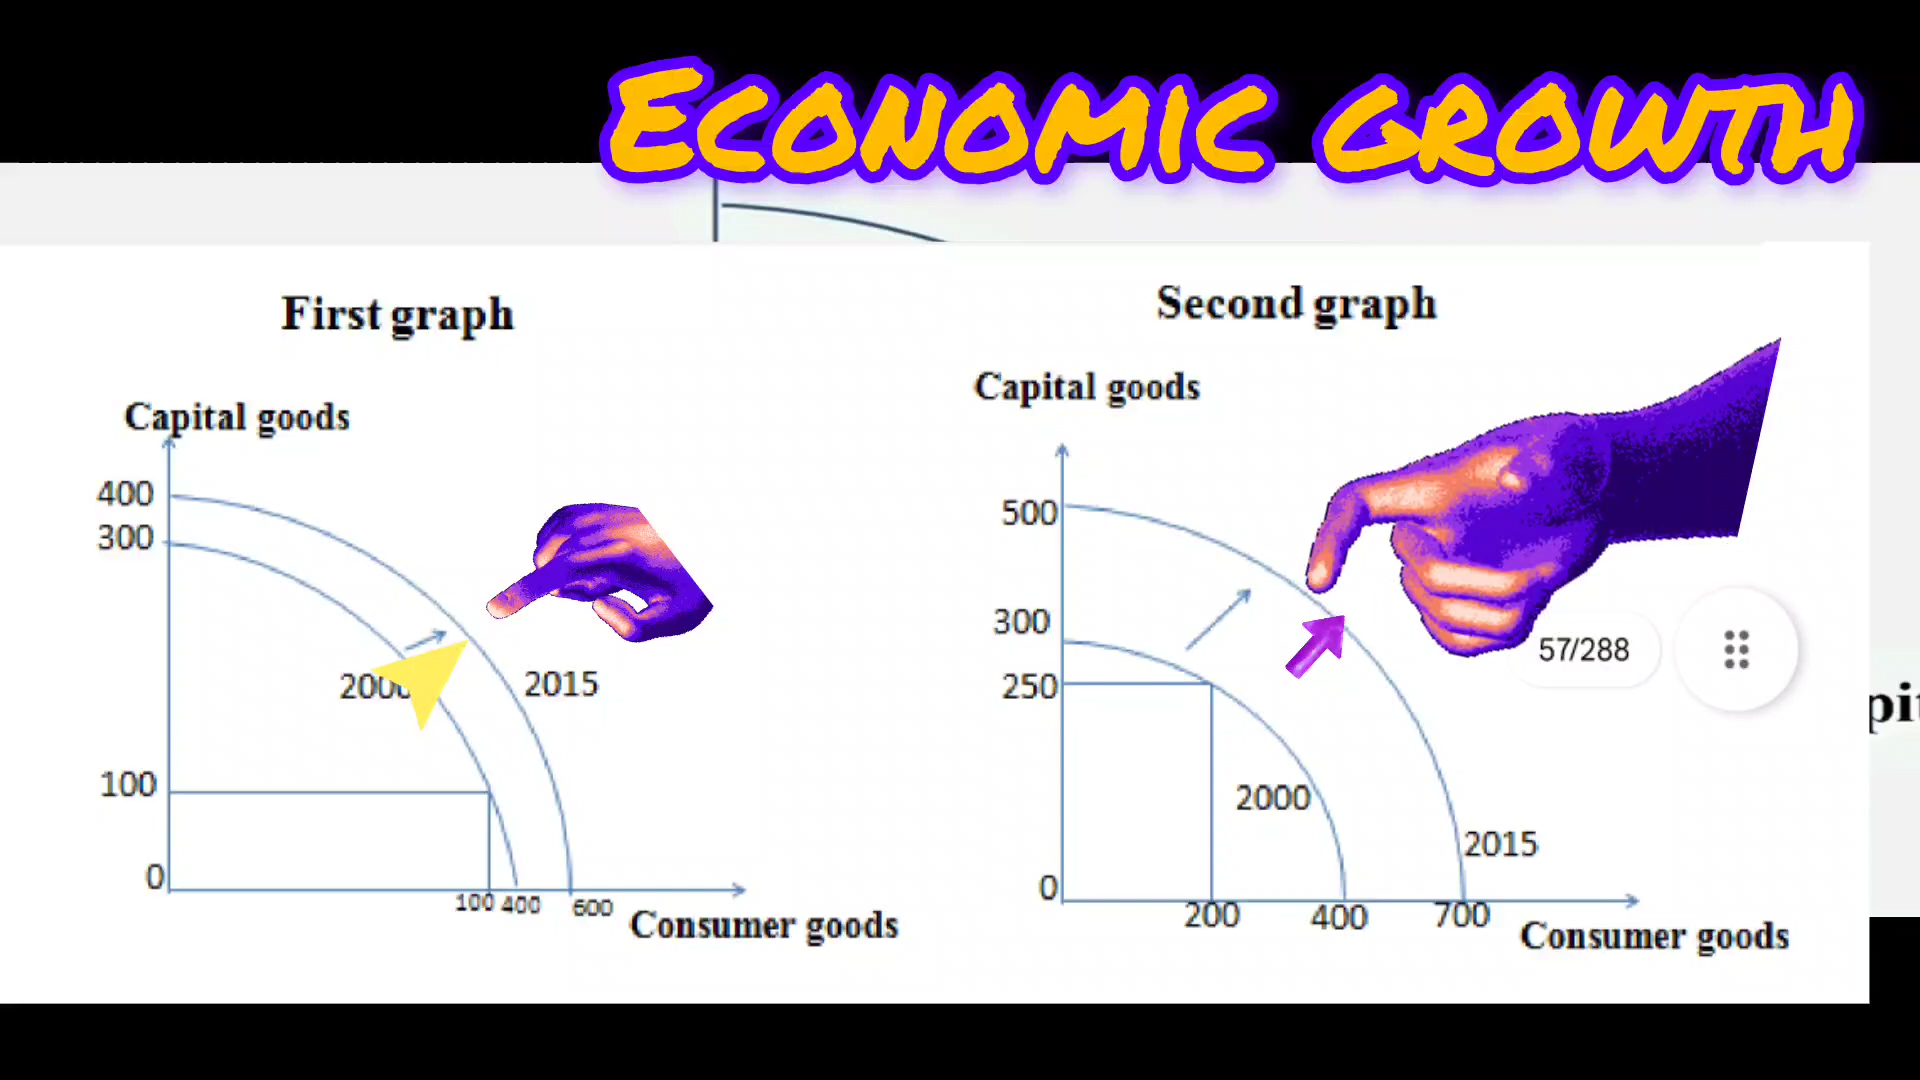 ECONOMIC GROWTH
First graph
Second graph
Capital goods
Capital goods
400
300
100
0
2000
2015
100 400 600
Consumer goods
500
300
250
0
2000
2015
200 400 700
Consumer goods
57/288